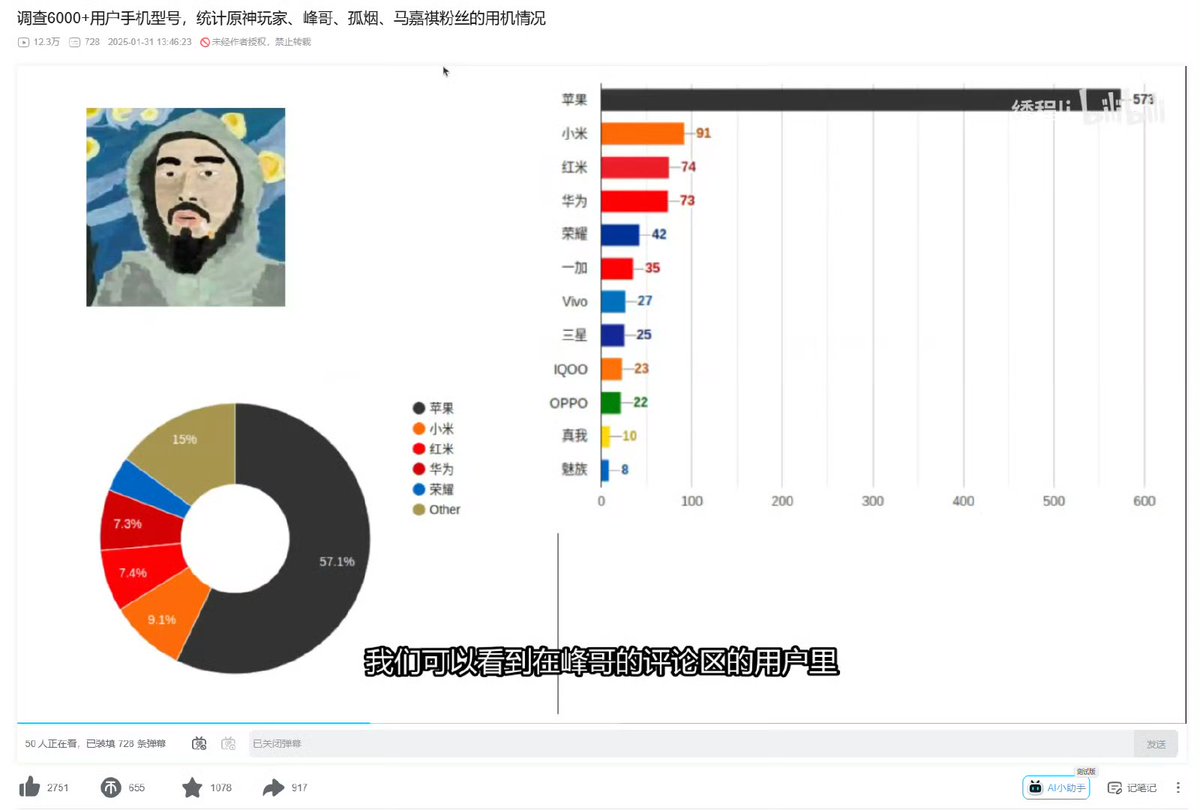 调查6000+用户手机型号，统计原神玩家、峰哥、孤烟、马嘉祺粉丝的用机情况
12.3万 728 2025-01-31 13:46:23 未经作者授权，禁止转载
苹果 573
绣程li bilibili
小米 91
红米 74
华为 73
荣耀 42
一加 35
Vivo 27
三星 25
IQOO 23
OPPO 22
真我 10
魅族 8
0 100 200 300 400 500 600
苹果
小米
红米
华为
荣耀
Other
15%
7.3%
7.4%
9.1%
57.1%
我们可以看到在峰哥的评论区的用户里
50 人正在看，已装填 728 条弹幕 已关闭弹幕 发送
2751 655 1078 917 AI小助手 测试版 记笔记